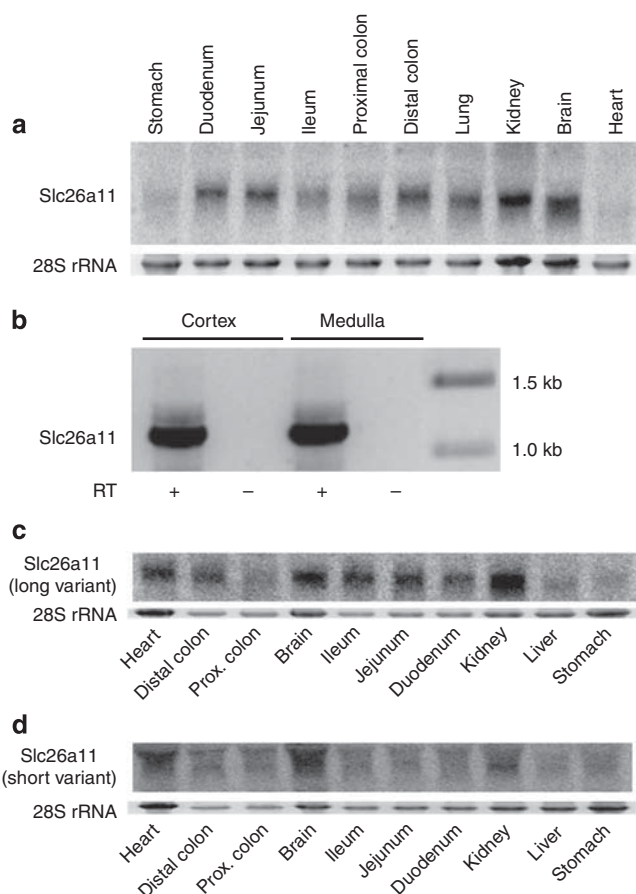 a
Stomach
Duodenum
Jejunum
Ileum
Proximal colon
Distal colon
Lung
Kidney
Brain
Heart
Slc26a11
28S rRNA
b
Cortex
Medulla
Slc26a11
1.5 kb
1.0 kb
RT + – + –
c
Slc26a11
(long variant)
28S rRNA
Heart
Distal colon
Prox. colon
Brain
Ileum
Jejunum
Duodenum
Kidney
Liver
Stomach
d
Slc26a11
(short variant)
28S rRNA
Heart
Distal colon
Prox. colon
Brain
Ileum
Jejunum
Duodenum
Kidney
Liver
Stomach